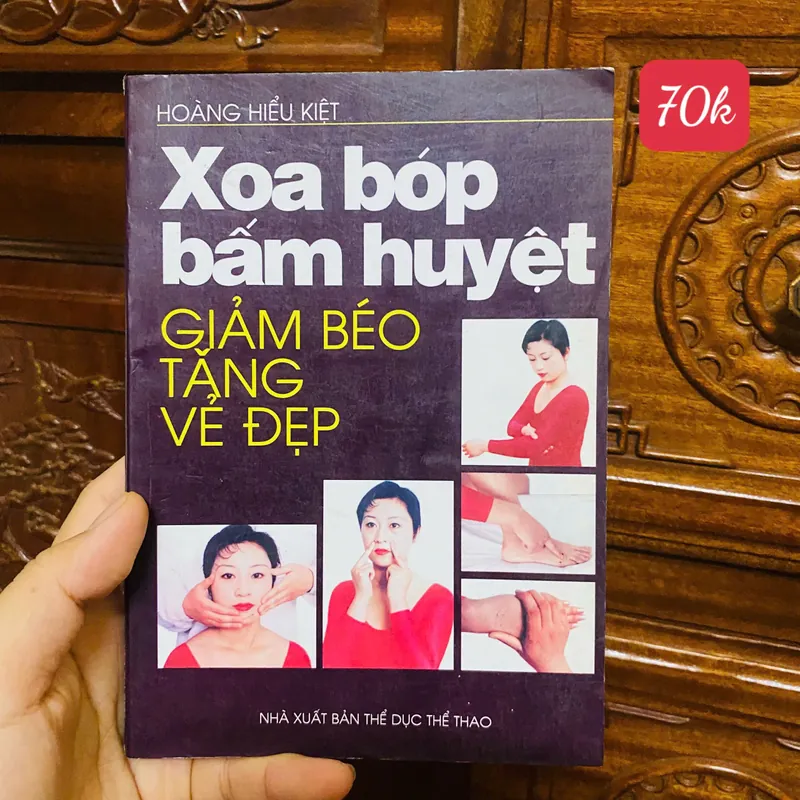 HOÀNG HIỂU KIỆT
70k
Xoa bóp
bấm huyệt
GIẢM BÉO
TĂNG
VẺ ĐẸP
NHÀ XUẤT BẢN THỂ DỤC THỂ THAO